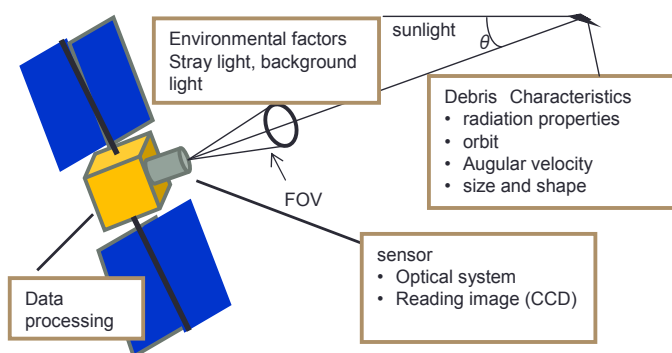 sunlight
θ
Environmental factors
Stray light, background
light
Debris Characteristics
• radiation properties
• orbit
• Augular velocity
• size and shape
FOV
sensor
• Optical system
• Reading image (CCD)
Data
processing